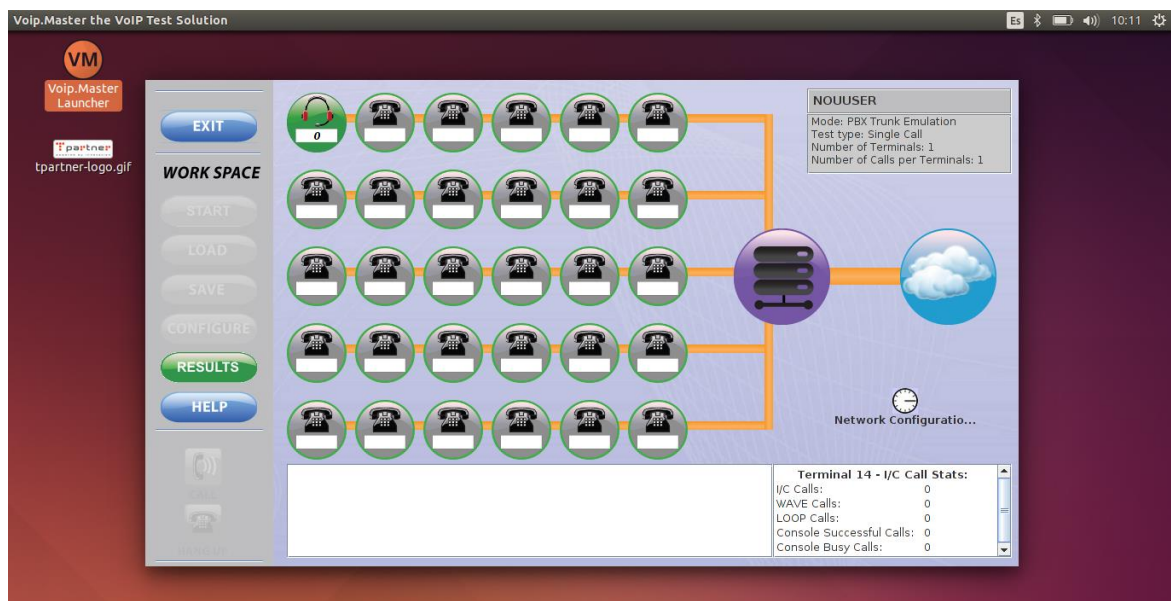 Voip.Master the VoIP Test Solution
Es
10:11
VM
Voip.Master
Launcher
Tpartner
tpartner-logo.gif
EXIT
WORK SPACE
START
LOAD
SAVE
CONFIGURE
RESULTS
HELP
CALL
0
NOUUSER
Mode: PBX Trunk Emulation
Test type: Single Call
Number of Terminals: 1
Number of Calls per Terminals: 1
Network Configuratio...
Terminal 14 - I/C Call Stats:
I/C Calls: 0
WAVE Calls: 0
LOOP Calls: 0
Console Successful Calls: 0
Console Busy Calls: 0